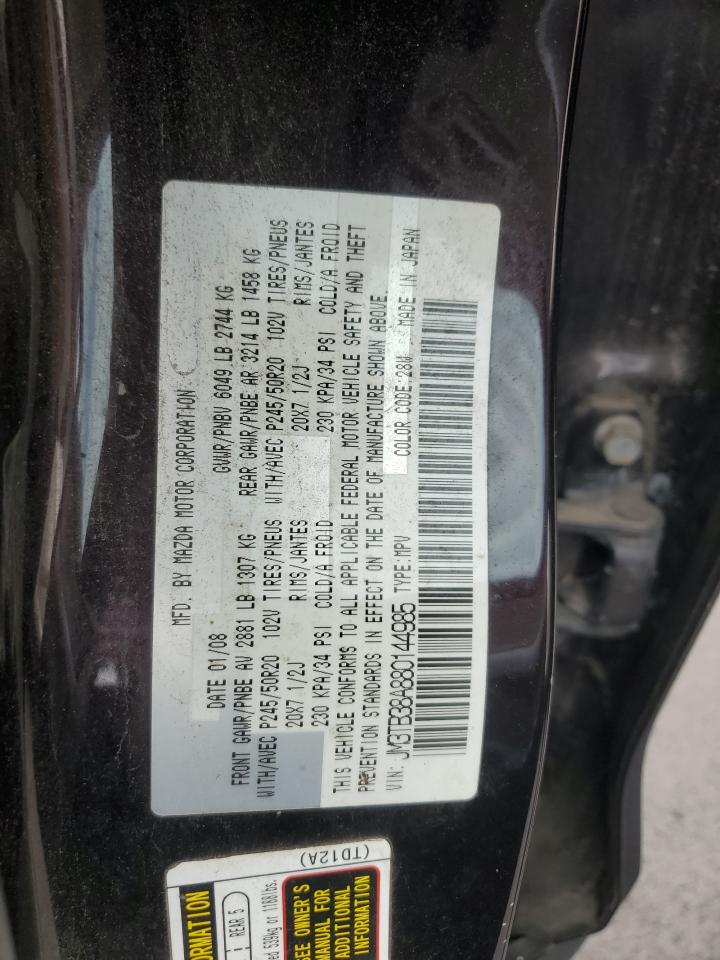 MFD. BY MAZDA MOTOR CORPORATION
DATE 01/08 GVWR/PNBV 6049 LB 2744 KG
FRONT GAWR/PNBE AV 2881 LB 1307 KG REAR GAWR/PNBE AR 3214 LB 1458 KG
WITH/AVEC P245/50R20 102V TIRES/PNEUS WITH/AVEC P245/50R20 102V TIRES/PNEUS
20X7 1/2J RIMS/JANTES 20X7 1/2J RIMS/JANTES
230 KPA/34 PSI COLD/A FROID 230 KPA/34 PSI COLD/A FROID
THIS VEHICLE CONFORMS TO ALL APPLICABLE FEDERAL MOTOR VEHICLE SAFETY AND THEFT
PREVENTION STANDARDS IN EFFECT ON THE DATE OF MANUFACTURE SHOWN ABOVE.
VIN: JM3TB38A880144985 TYPE:MPV COLOR CODE:28W MADE IN JAPAN
(TD12A)
REAR 5
539kg or 1188lbs.
SEE OWNER'S
MANUAL FOR
ADDITIONAL
INFORMATION